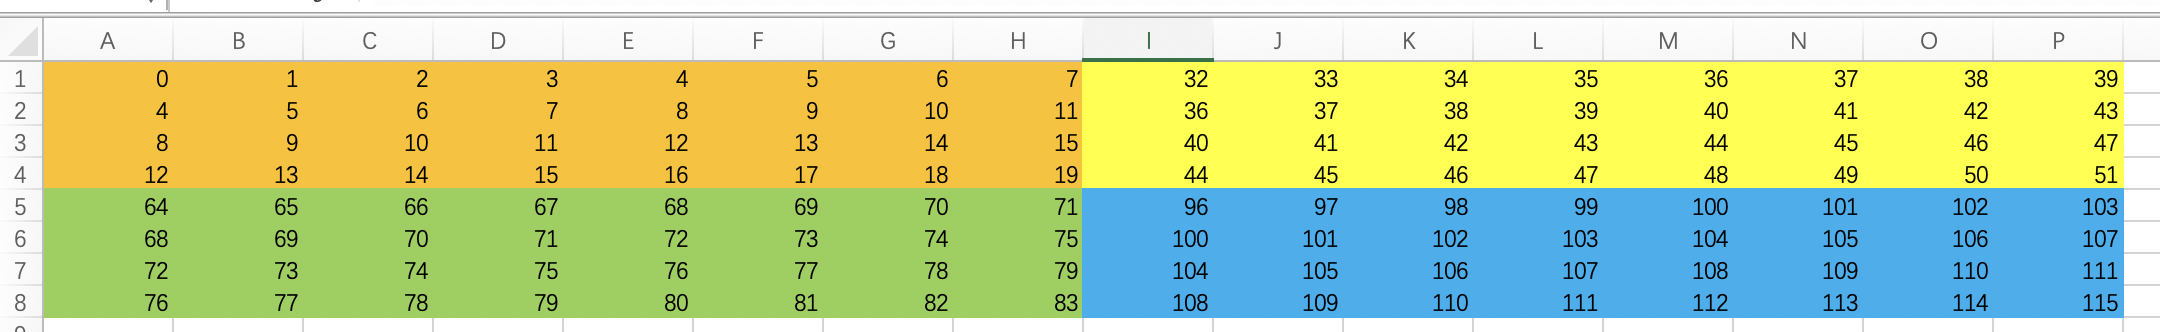 A B C D E F G H I J K L M N O P
1 0 1 2 3 4 5 6 7 32 33 34 35 36 37 38 39
2 4 5 6 7 8 9 10 11 36 37 38 39 40 41 42 43
3 8 9 10 11 12 13 14 15 40 41 42 43 44 45 46 47
4 12 13 14 15 16 17 18 19 44 45 46 47 48 49 50 51
5 64 65 66 67 68 69 70 71 96 97 98 99 100 101 102 103
6 68 69 70 71 72 73 74 75 100 101 102 103 104 105 106 107
7 72 73 74 75 76 77 78 79 104 105 106 107 108 109 110 111
8 76 77 78 79 80 81 82 83 108 109 110 111 112 113 114 115